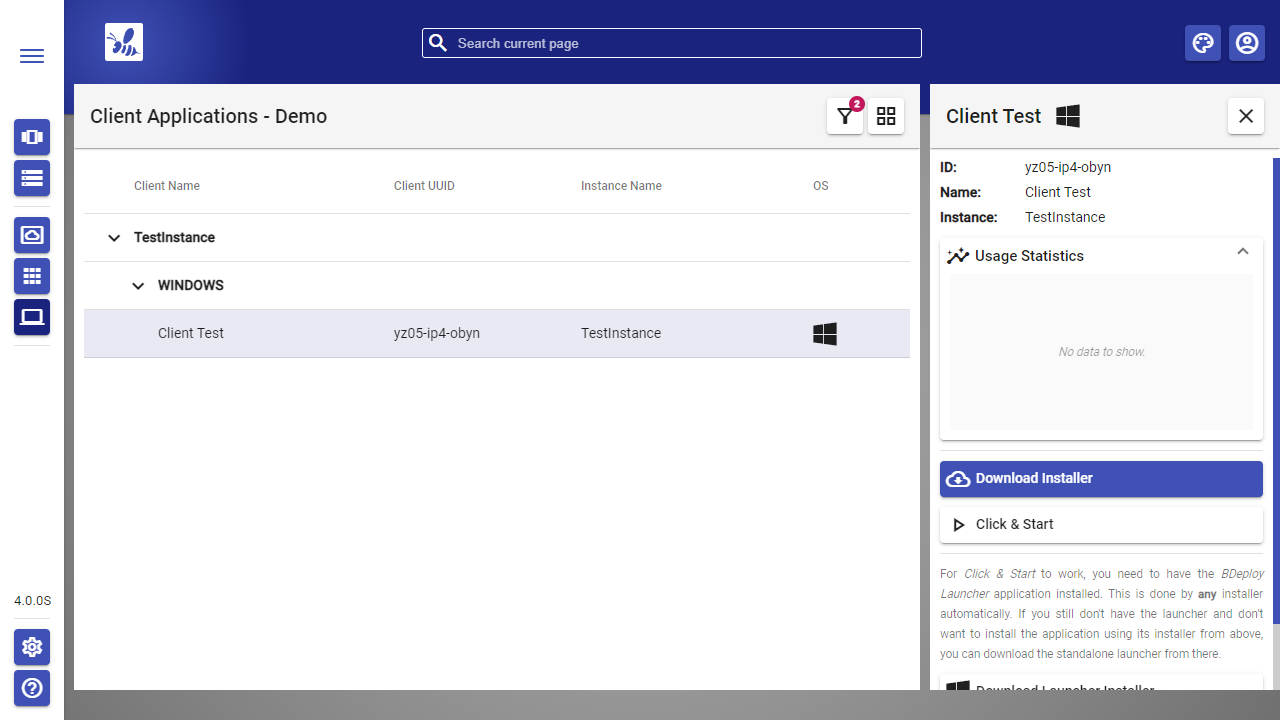 Search current page
Client Applications - Demo
2
Client Name Client UUID Instance Name OS
TestInstance
WINDOWS
Client Test yz05-ip4-obyn TestInstance
4.0.0S
Client Test
ID: yz05-ip4-obyn
Name: Client Test
Instance: TestInstance
Usage Statistics
No data to show.
Download Installer
Click & Start
For Click & Start to work, you need to have the BDeploy
Launcher application installed. This is done by any installer
automatically. If you still don't have the launcher and don't
want to install the application using its installer from above,
you can download the standalone launcher from there.
Download Launcher Installer